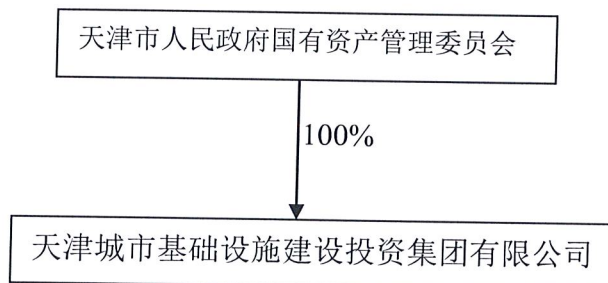 天津市人民政府国有资产管理委员会
100%
天津城市基础设施建设投资集团有限公司